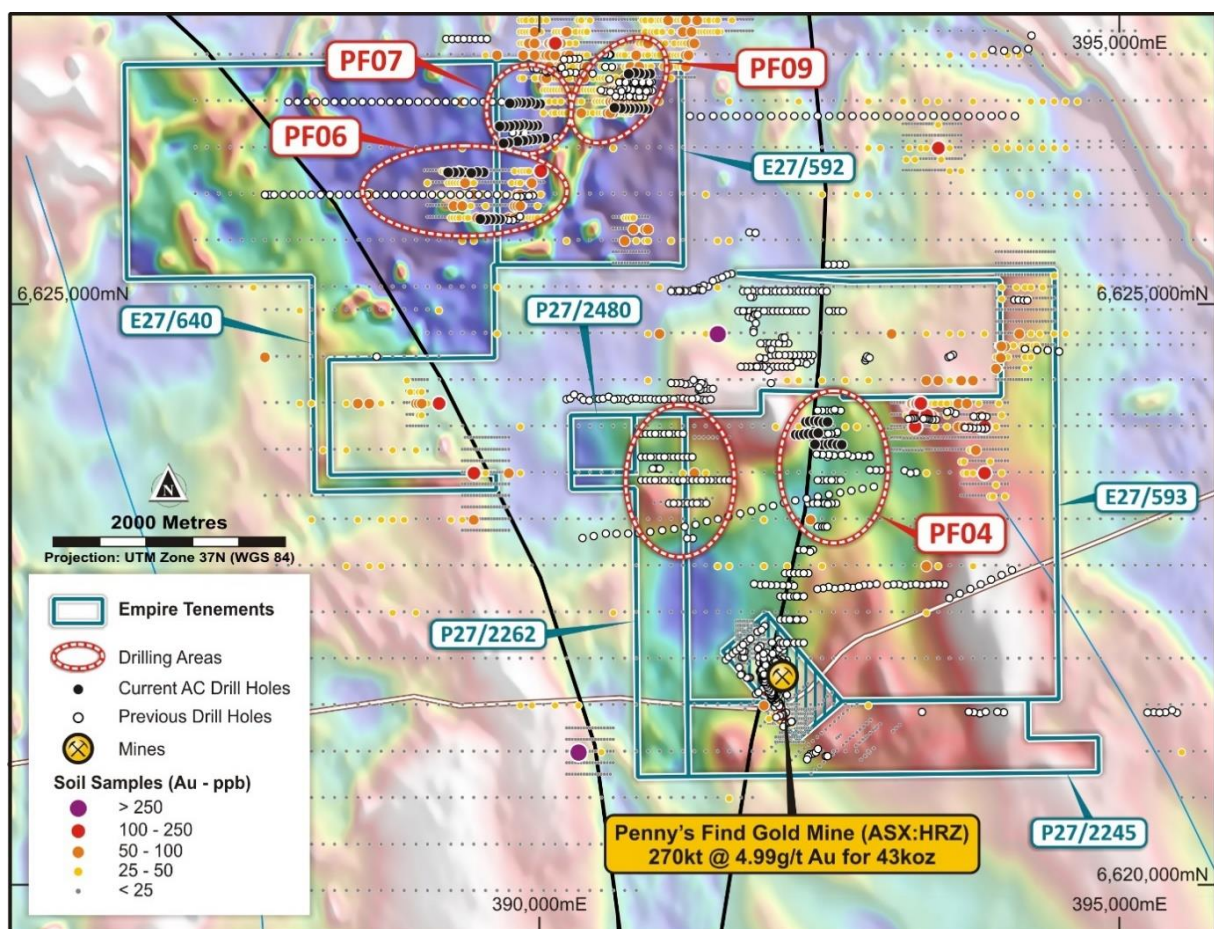 395,000mE
PF07
PF09
PF06
E27/592
6,625,000mN
6,625,000mN
E27/640
P27/2480
N
2000 Metres
Projection: UTM Zone 37N (WGS 84)
E27/593
PF04
Empire Tenements
Drilling Areas
Current AC Drill Holes
Previous Drill Holes
Mines
Soil Samples (Au - ppb)
> 250
100 - 250
50 - 100
25 - 50
< 25
P27/2262
Penny's Find Gold Mine (ASX:HRZ)
270kt @ 4.99g/t Au for 43koz
P27/2245
6,620,000mN
390,000mE
395,000mE